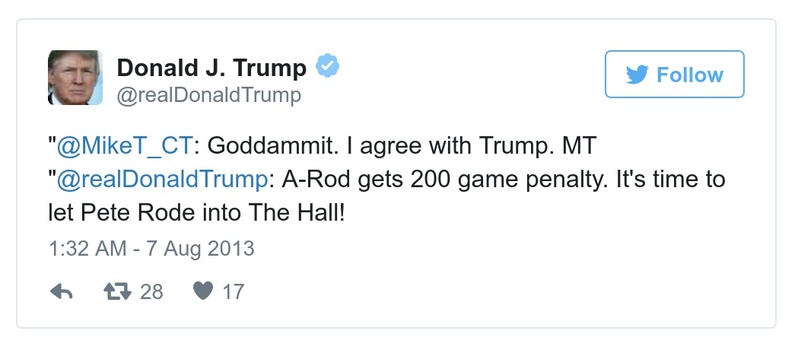 Donald J. Trump
@realDonaldTrump
Follow
"@MikeT_CT: Goddammit. I agree with Trump. MT
"@realDonaldTrump: A-Rod gets 200 game penalty. It's time to
let Pete Rode into The Hall!
1:32 AM - 7 Aug 2013
28 17